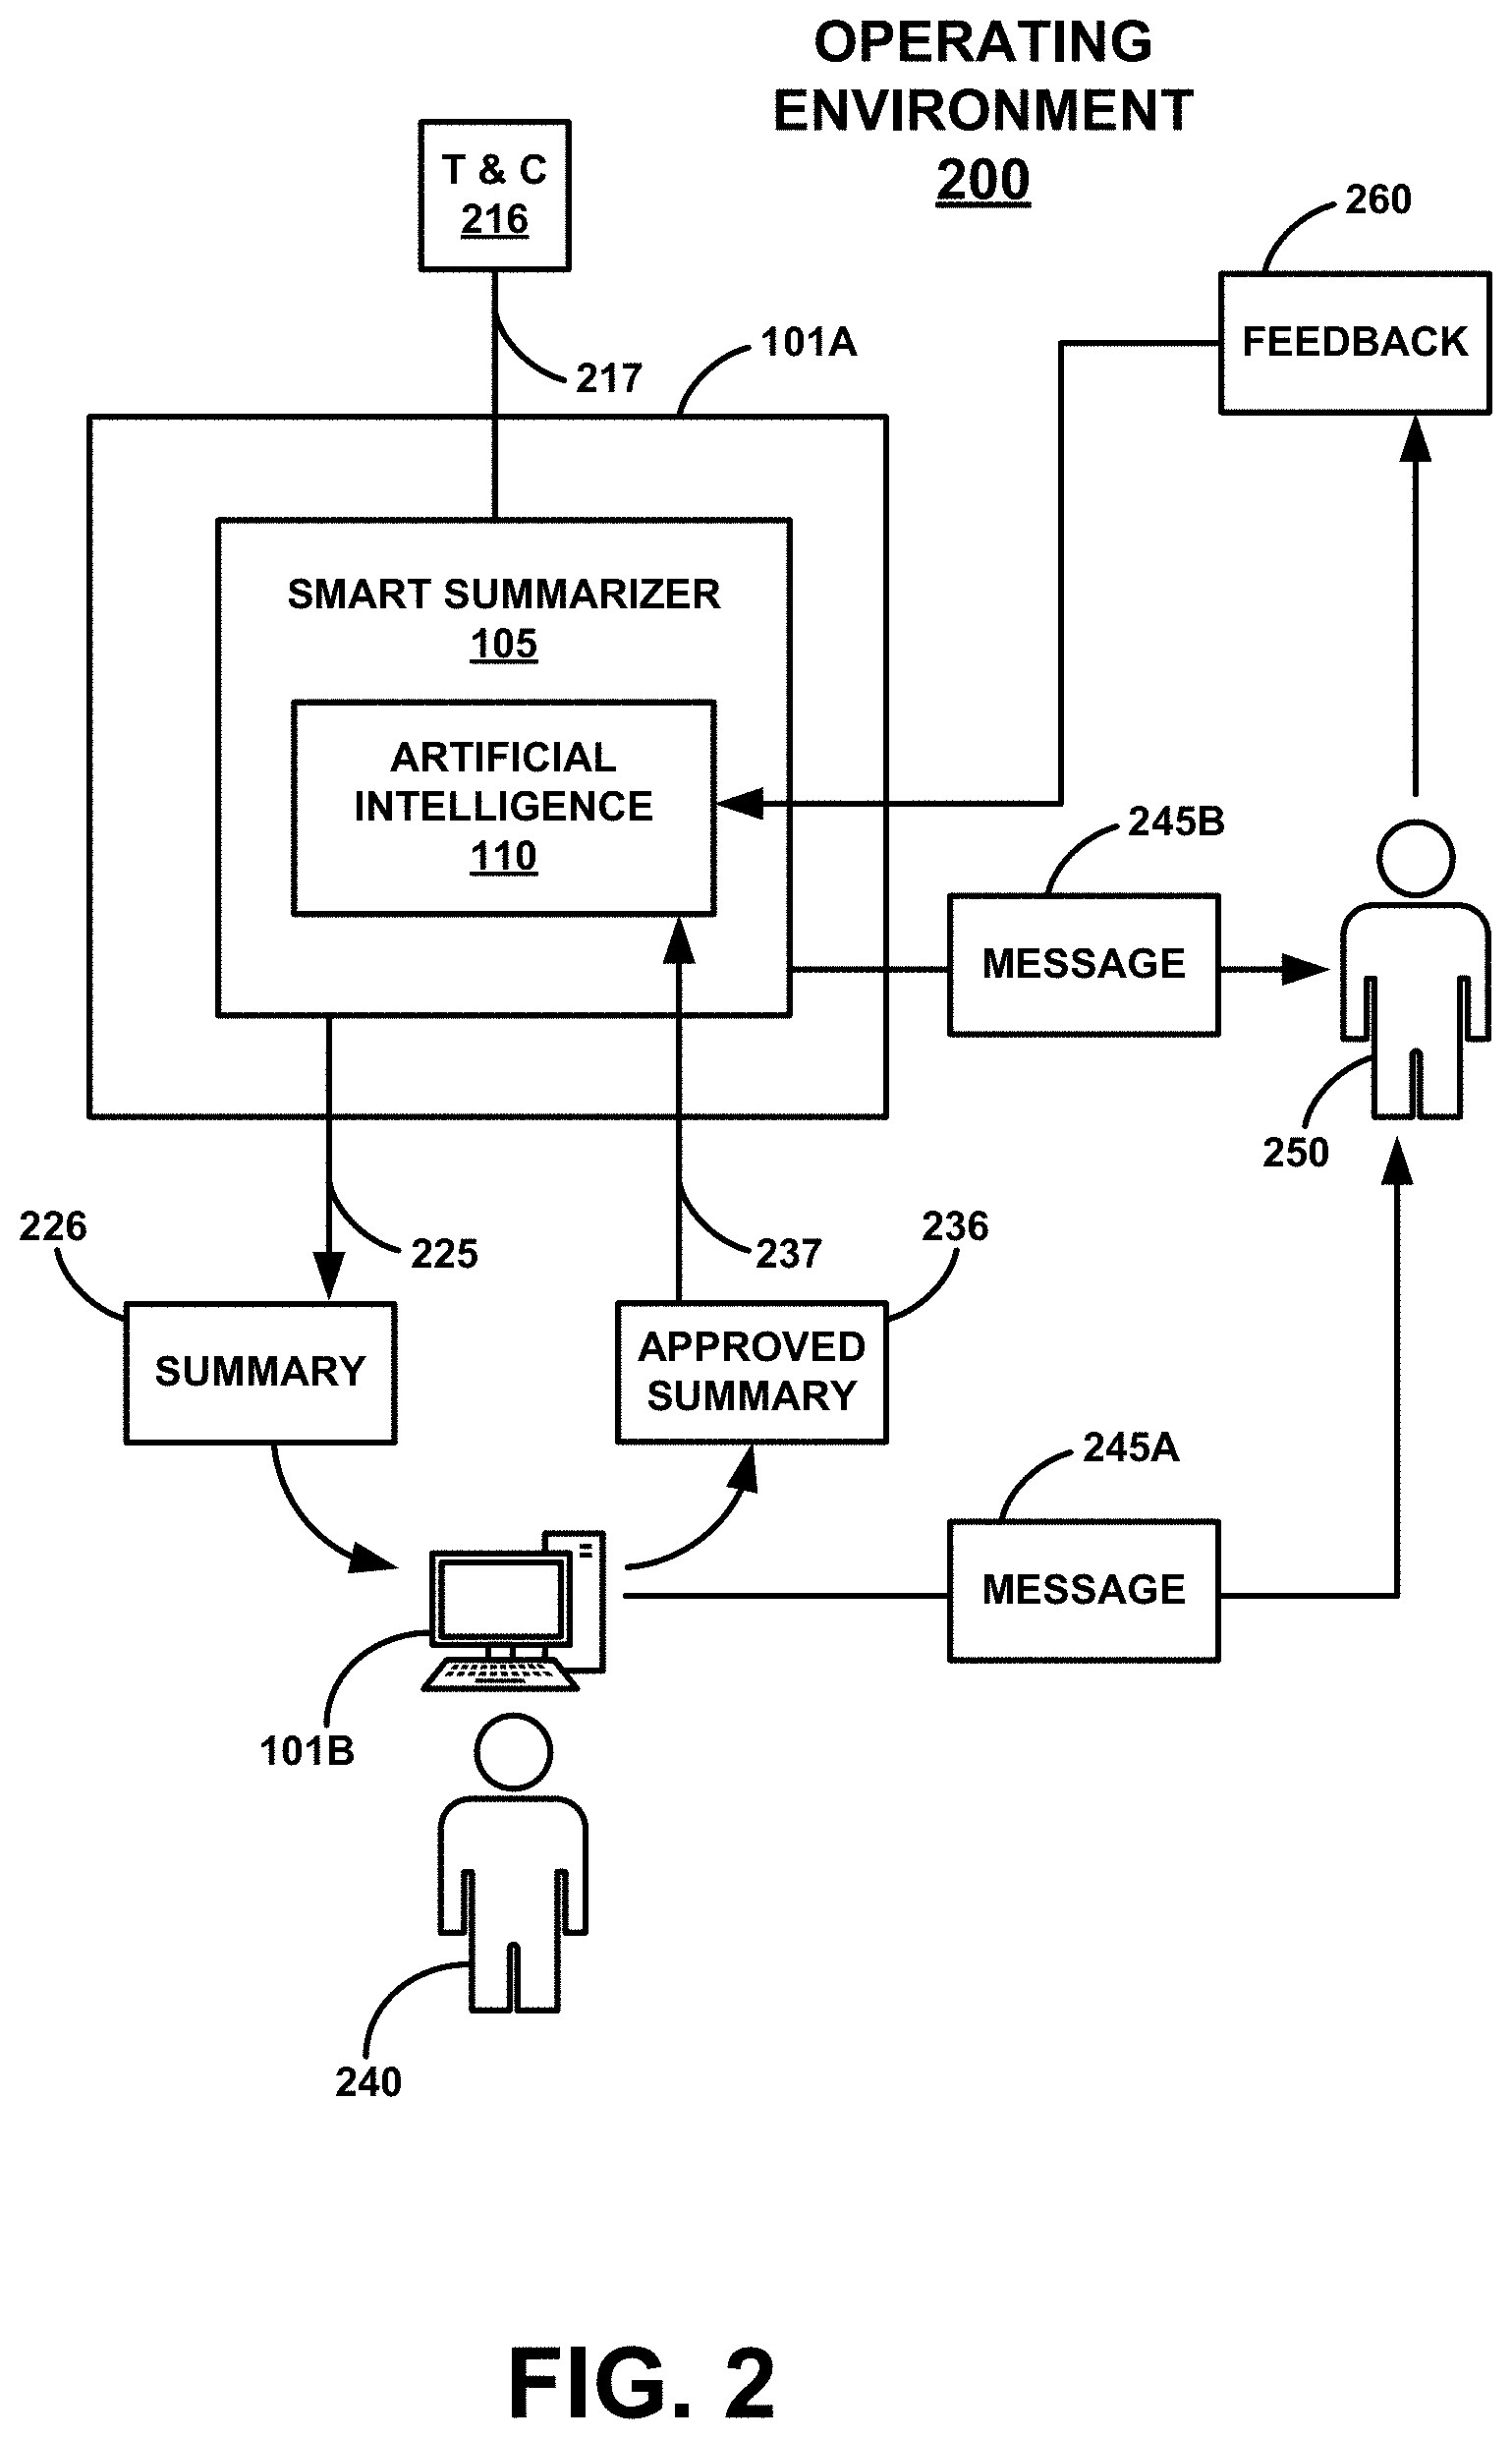 OPERATING
ENVIRONMENT
200
T & C
216
260
217
101A
FEEDBACK
SMART SUMMARIZER
105
ARTIFICIAL
INTELLIGENCE
110
245B
MESSAGE
250
226
225
237
236
SUMMARY
APPROVED
SUMMARY
245A
MESSAGE
101B
240
FIG. 2